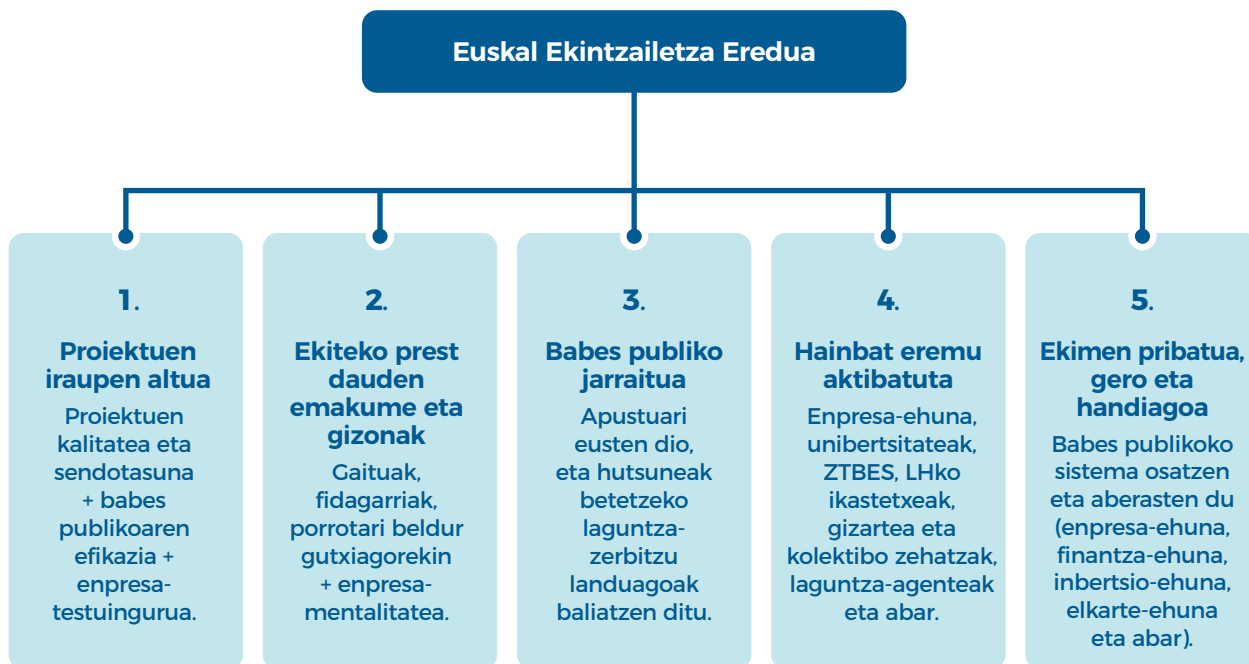 Euskal Ekintzailetza Eredua
1.
Proiektuen
iraupen altua
Proiektuen
kalitatea eta
sendotasuna
+ babes
publikoaren
efikazia +
enpresa-
testuingurua.
2.
Ekiteko prest
dauden
emakume eta
gizonak
Gaituak,
fidagarriak,
porrotari beldur
gutxiagorekin
+ enpresa-
mentalitatea.
3.
Babes publiko
jarraitua
Apustuari
eusten dio,
eta hutsuneak
betetzeko
laguntza-
zerbitzu
landuagoak
baliatzen ditu.
4.
Hainbat eremu
aktibatuta
Enpresa-ehuna,
unibertsitateak,
ZTBES, LHko
ikastetxeak,
gizartea eta
kolektibo zehatzak,
laguntza-agenteak
eta abar.
5.
Ekimen pribatua,
gero eta
handiagoa
Babes publikoko
sistema osatzen
eta aberasten du
(enpresa-ehuna,
finantza-ehuna,
inbertsio-ehuna,
elkarte-ehuna
eta abar).